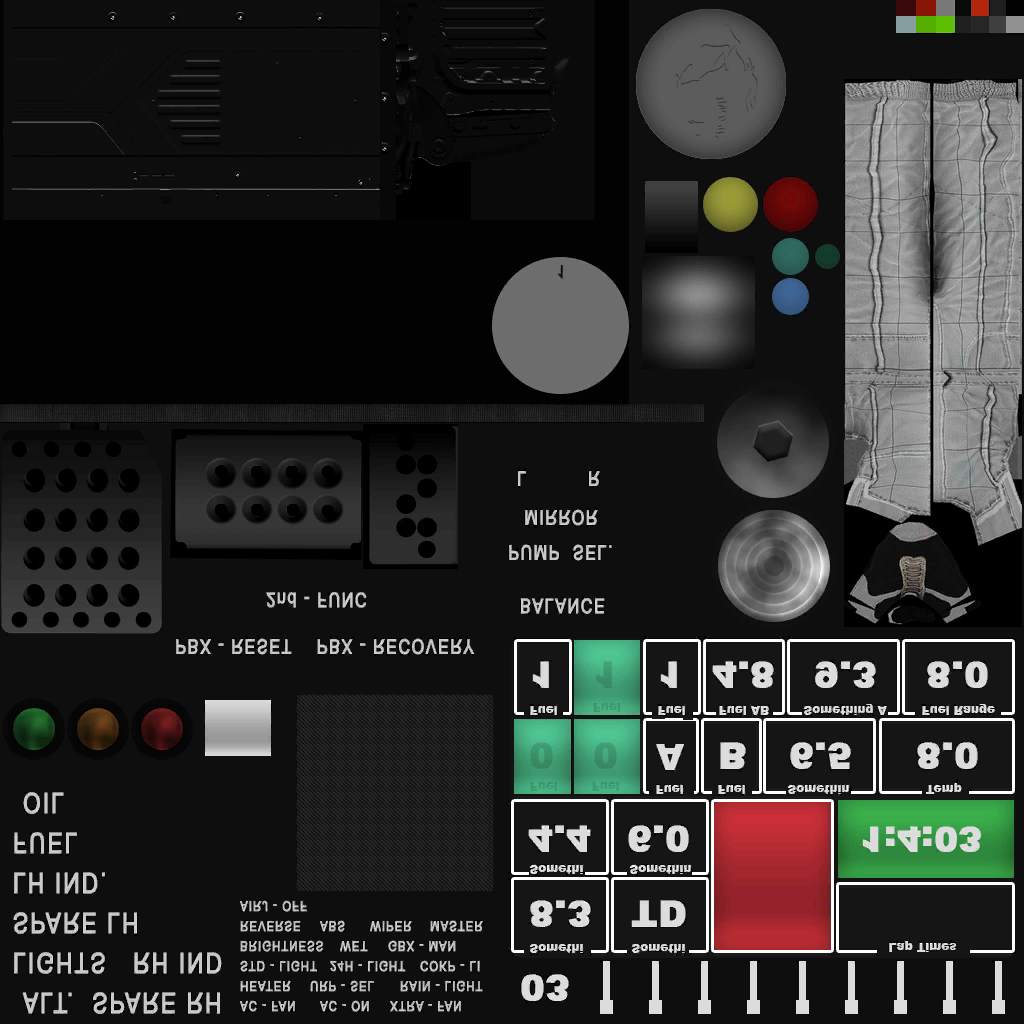 1
L R
MIRROR
PUMP SEL.
BALANCE
2nd - FUNC
PBX - RESET PBX - RECOVERY
1 1 1 4.8 9.3 8.0
Fuel Fuel Fuel Fuel AB Something A Fuel Range
0 0 A B 6.5 8.0
Fuel Fuel Fuel Fuel Somethin Temp
4.4 6.0 1:4:03
Somethi Somethin
8.3 TD
Somethi Somethi Lap Times
03
OIL
FUEL
LH IND.
SPARE LH
LIGHTS RH IND
ALT. SPARE RH
AIRJ - OFF
REVERSE ABS WIPER MASTER
BRIGHTNESS WET GBX - MAN
STD - LIGHT 24H - LIGHT COKP - LI
HEATER URP - SEL RAIN - LIGHT
AC - FAN AC - ON XTRA - FAN